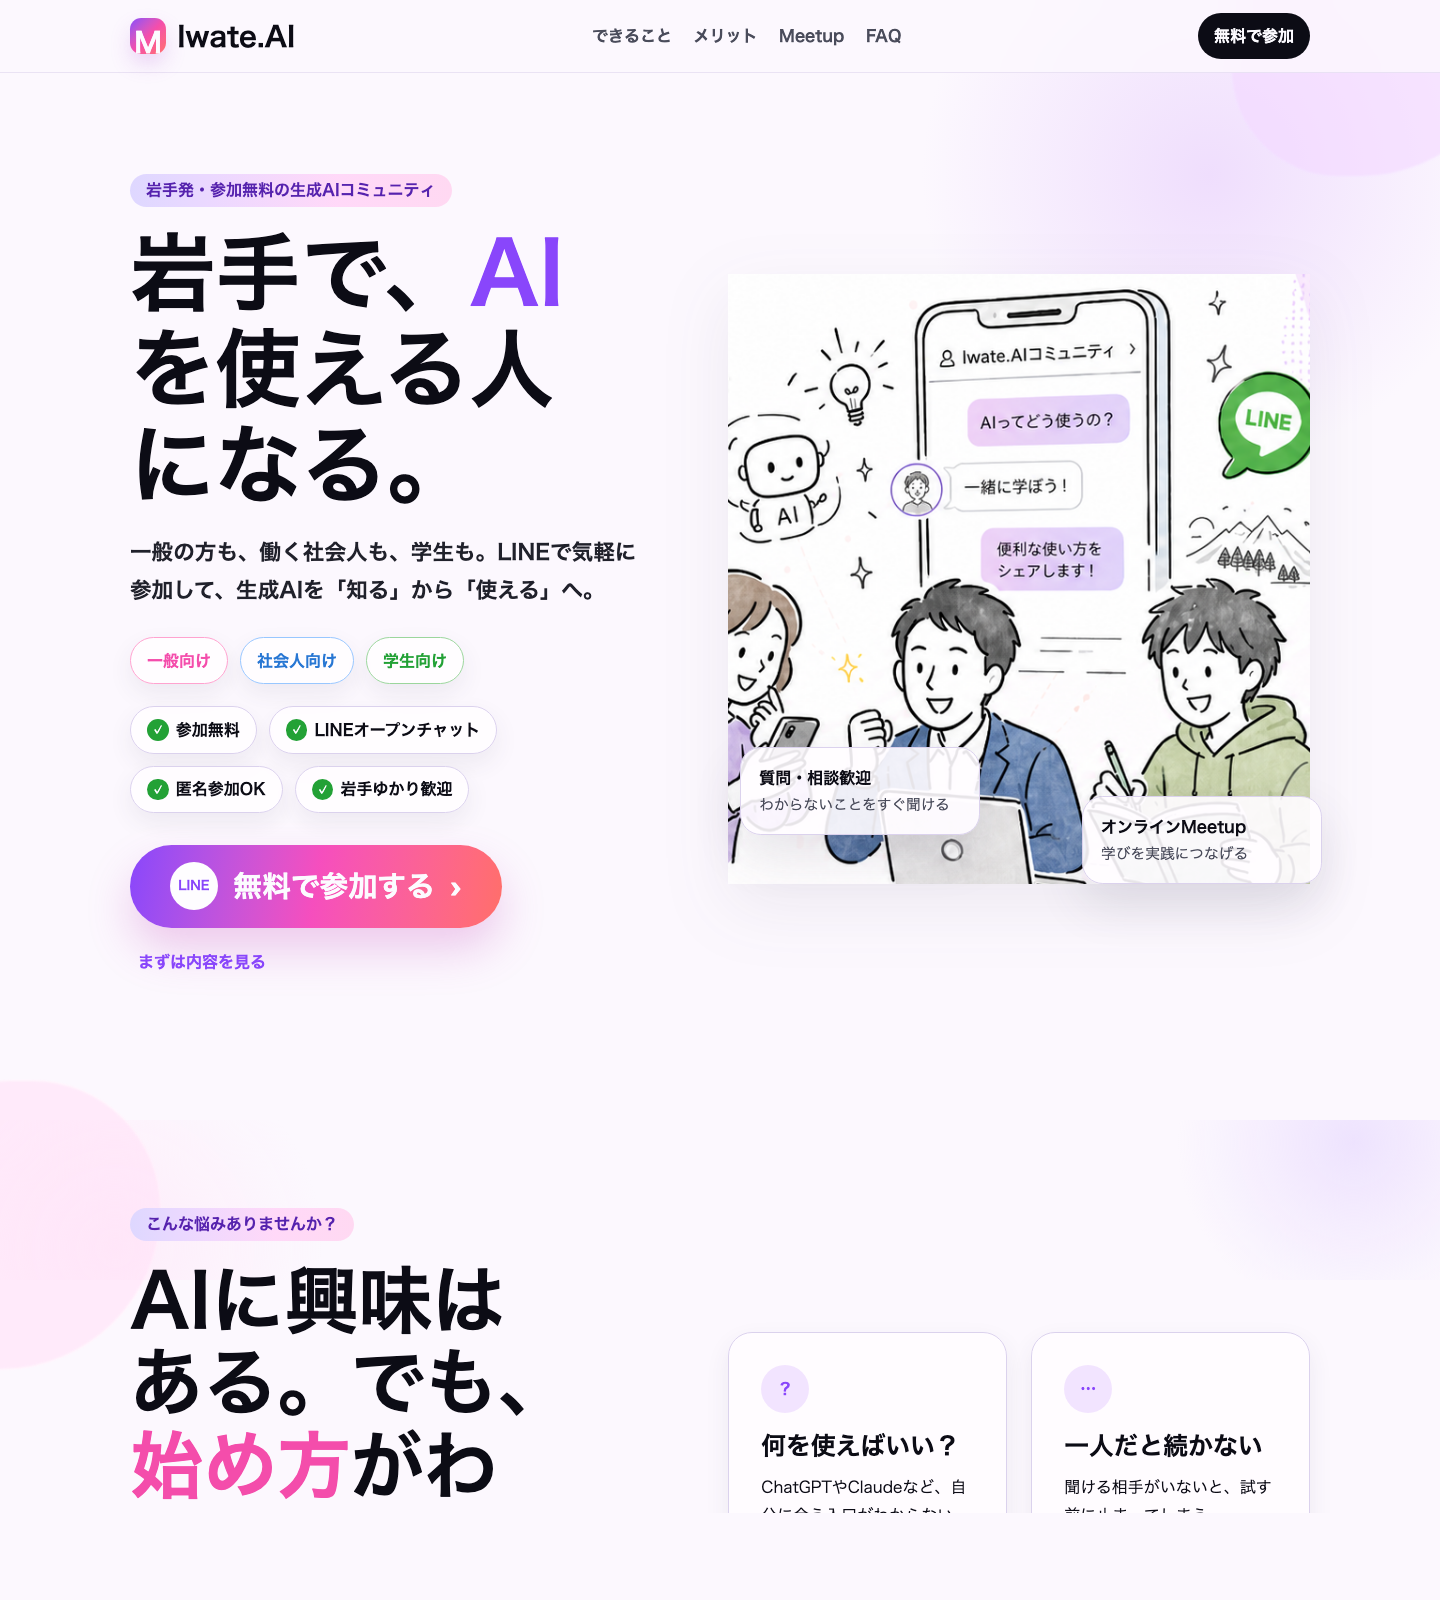 M Iwate.AI
できること メリット Meetup FAQ
無料で参加
岩手発・参加無料の生成AIコミュニティ
岩手で、AI
を使える人
になる。
一般の方も、働く社会人も、学生も。LINEで気軽に
参加して、生成AIを「知る」から「使える」へ。
一般向け 社会人向け 学生向け
✓ 参加無料 ✓ LINEオープンチャット
✓ 匿名参加OK ✓ 岩手ゆかり歓迎
LINE 無料で参加する ›
まずは内容を見る
Iwate.AIコミュニティ ›
AIってどう使うの？
一緒に学ぼう！
便利な使い方を
シェアします！
LINE
AI
質問・相談歓迎
わからないことをすぐ聞ける
オンラインMeetup
学びを実践につなげる
こんな悩みありませんか？
AIに興味は
ある。でも、
始め方がわ
?
何を使えばいい？
ChatGPTやClaudeなど、自
…
一人だと続かない
聞ける相手がいないと、試す